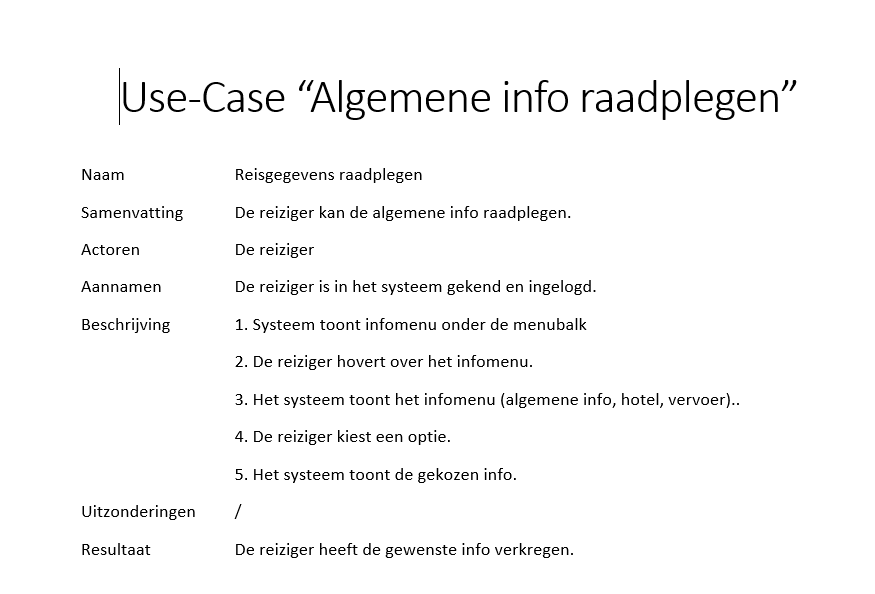 Use-Case “Algemene info raadplegen”
Naam Reisgegevens raadplegen
Samenvatting De reiziger kan de algemene info raadplegen.
Actoren De reiziger
Aannamen De reiziger is in het systeem gekend en ingelogd.
Beschrijving 1. Systeem toont infomenu onder de menubalk
2. De reiziger hovert over het infomenu.
3. Het systeem toont het infomenu (algemene info, hotel, vervoer)..
4. De reiziger kiest een optie.
5. Het systeem toont de gekozen info.
Uitzonderingen /
Resultaat De reiziger heeft de gewenste info verkregen.